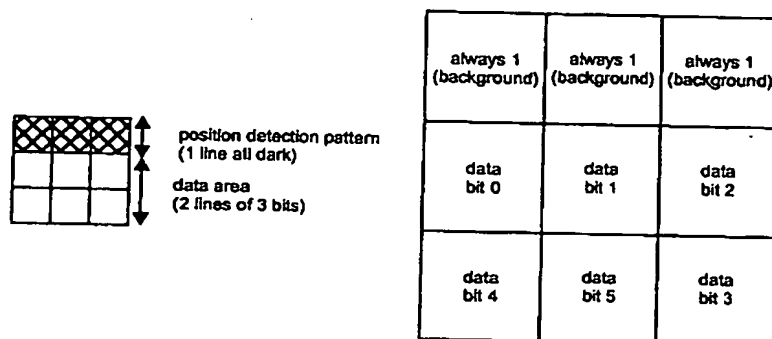 position detection pattern
(1 line all dark)
data area
(2 lines of 3 bits)
always 1
(background)
always 1
(background)
always 1
(background)
data
bit 0
data
bit 1
data
bit 2
data
bit 4
data
bit 5
data
bit 3